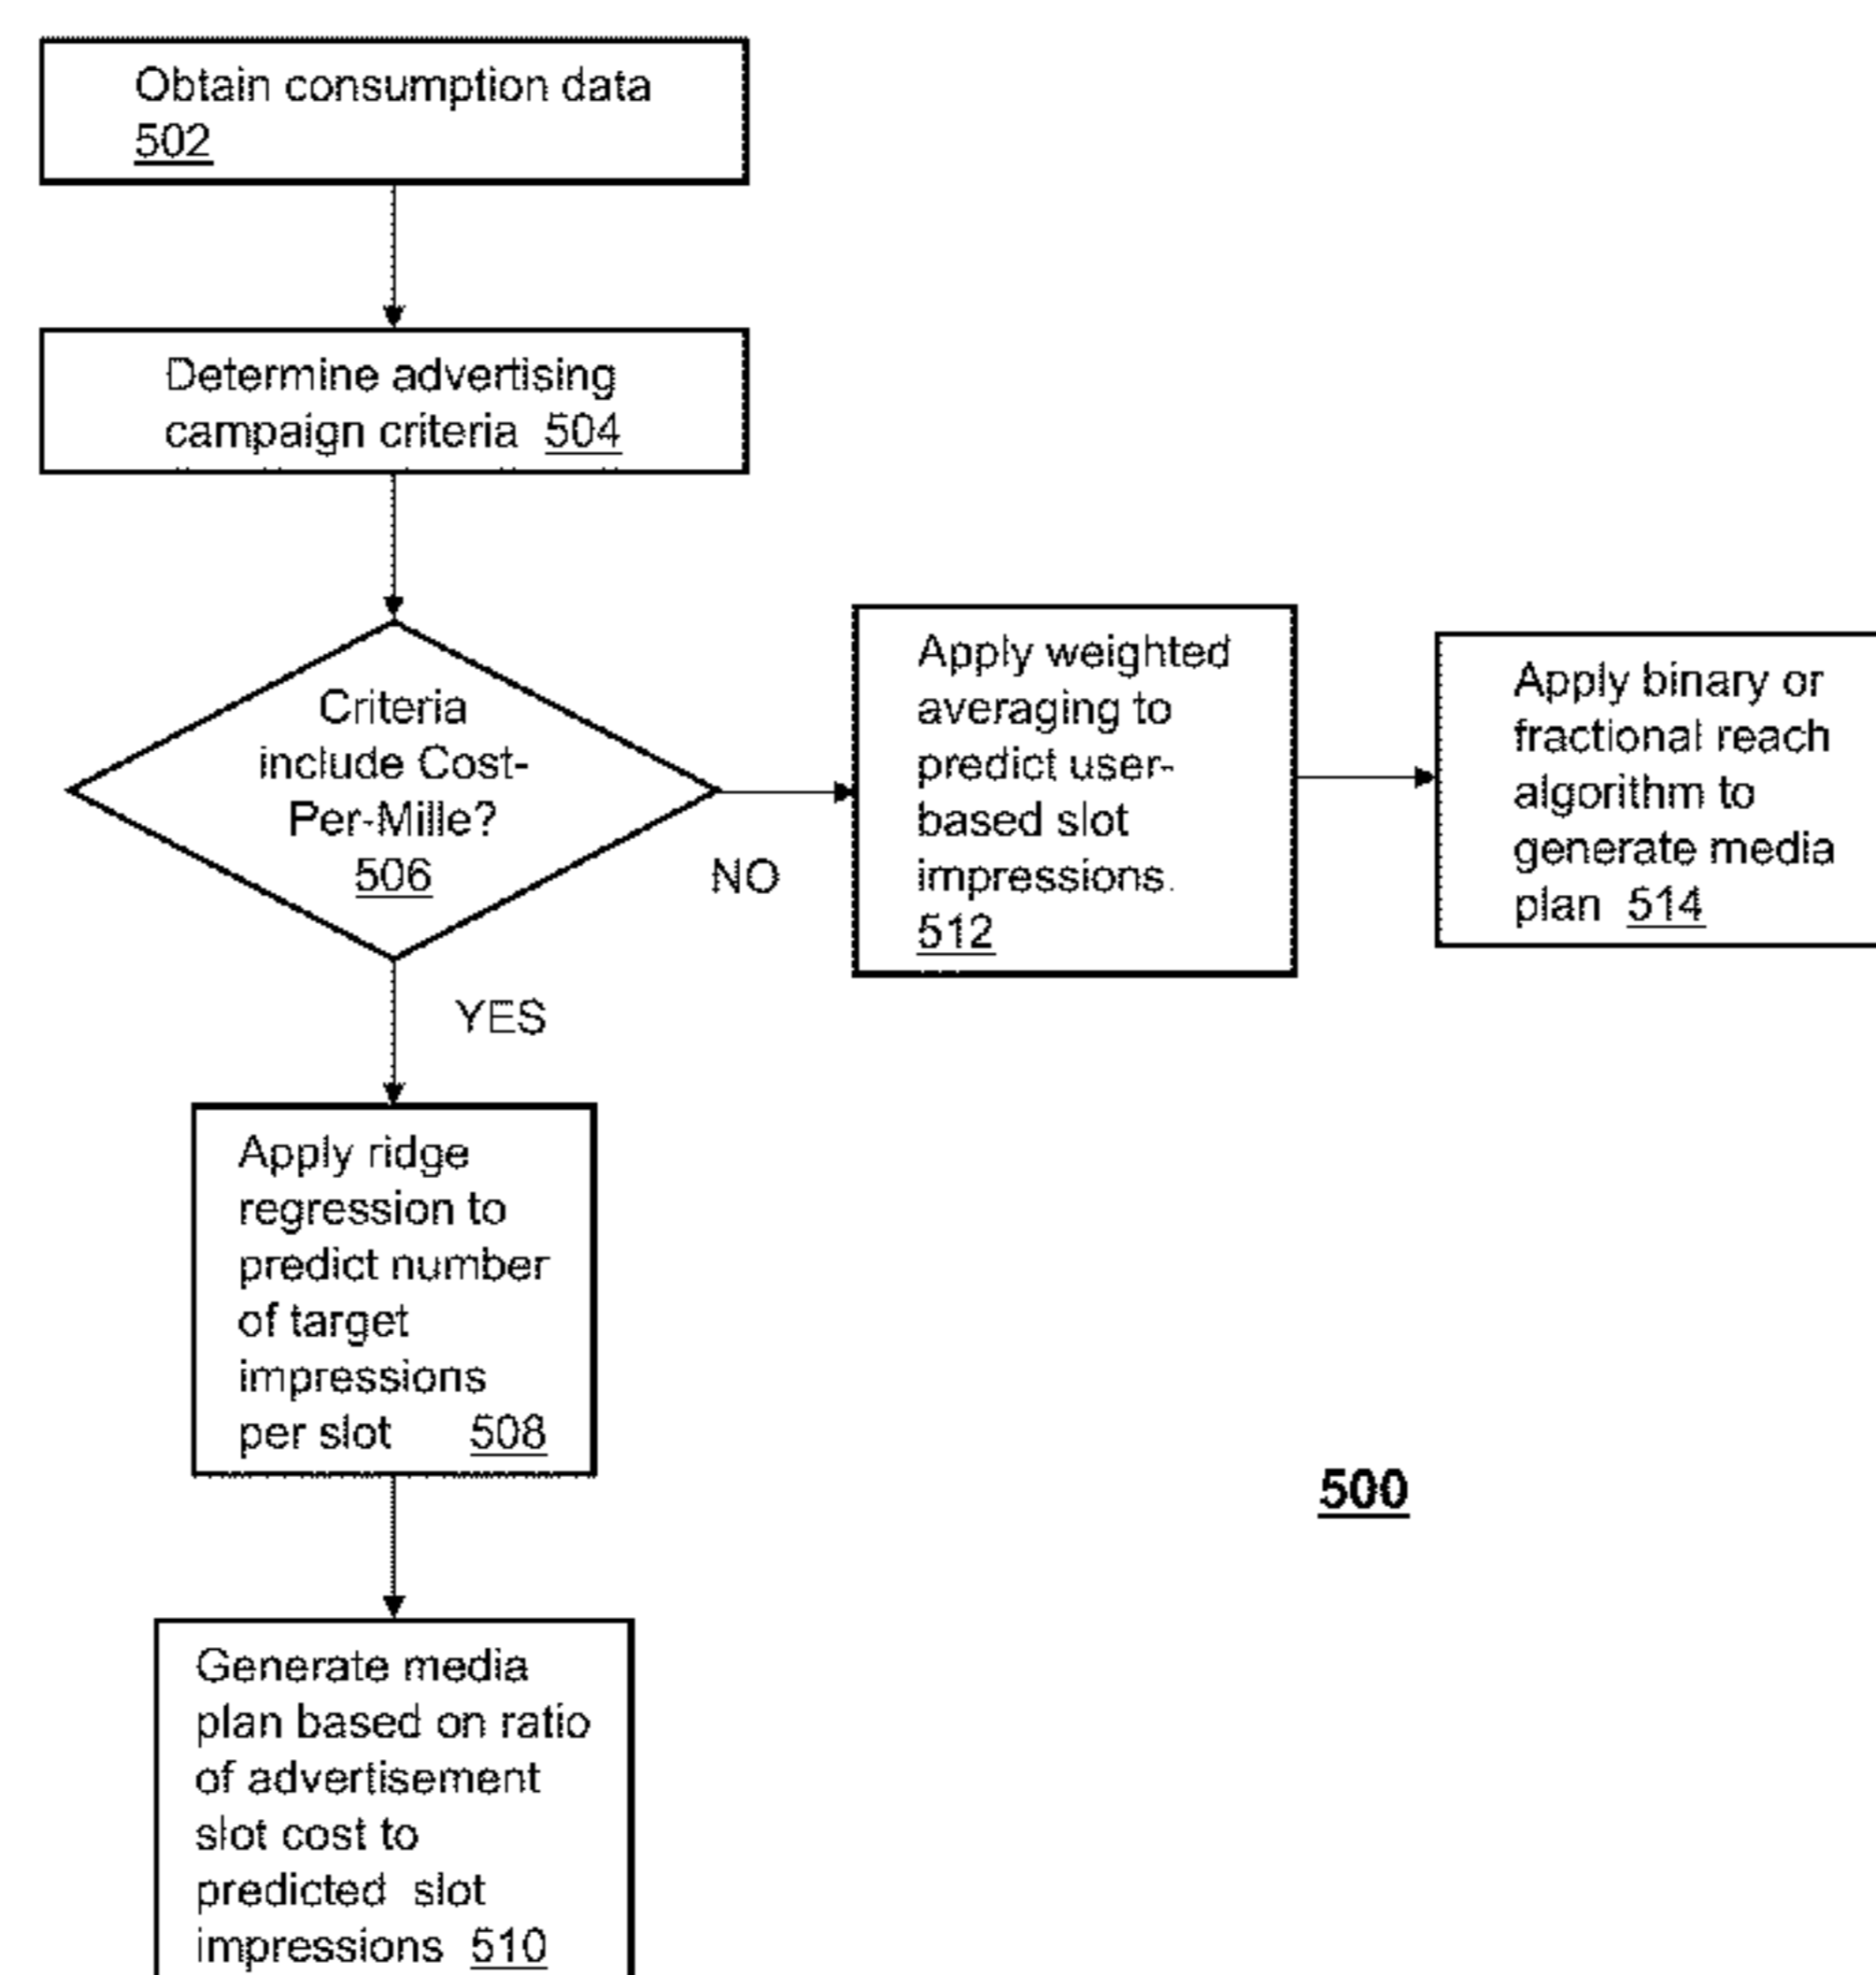 Obtain consumption data
502
Determine advertising
campaign criteria 504
Criteria
include Cost-
Per-Mille?
506
NO
Apply weighted
averaging to
predict user-
based slot
impressions.
512
Apply binary or
fractional reach
algorithm to
generate media
plan 514
YES
Apply ridge
regression to
predict number
of target
impressions
per slot 508
Generate media
plan based on ratio
of advertisement
slot cost to
predicted slot
impressions 510
500